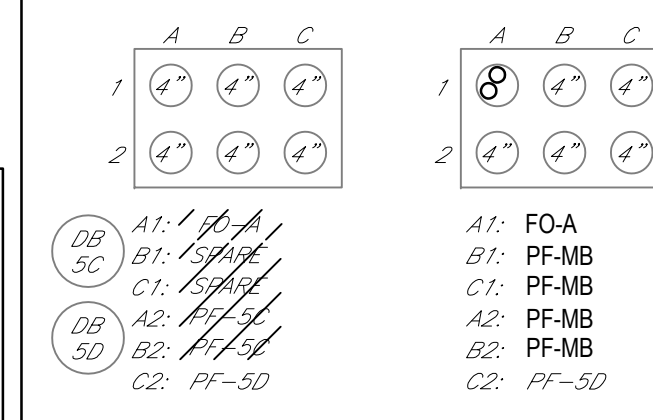 A B C
1 4" 4" 4"
2 4" 4" 4"
DB 5C
DB 5D
A1: FO-A
B1: SPARE
C1: SPARE
A2: PF-5C
B2: PF-5C
C2: PF-5D
A B C
1 4" 4"
2 4" 4" 4"
A1: FO-A
B1: PF-MB
C1: PF-MB
A2: PF-MB
B2: PF-MB
C2: PF-5D